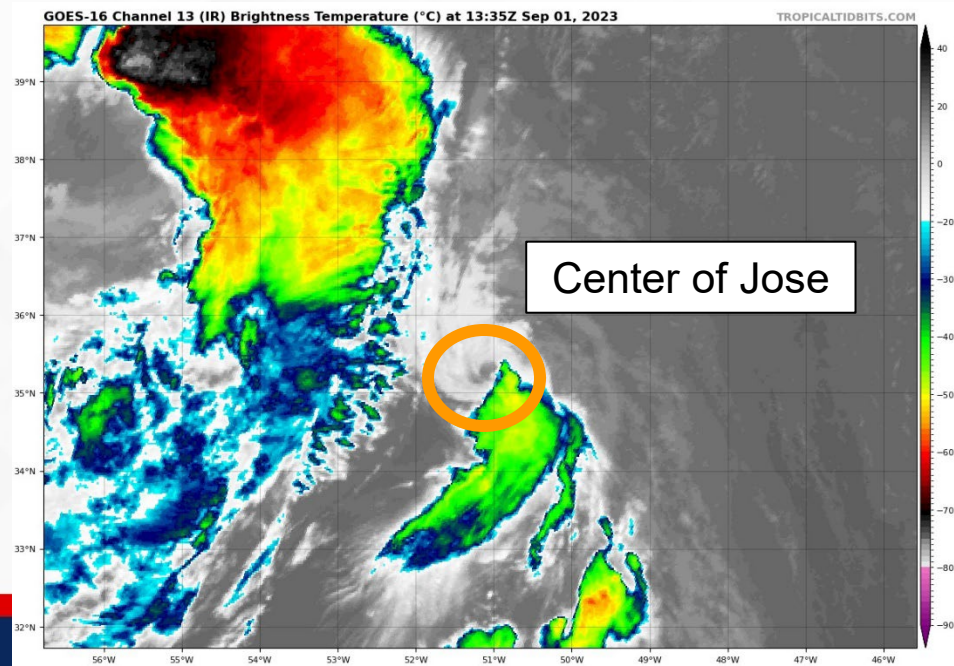 GOES-16 Channel 13 (IR) Brightness Temperature (°C) at 13:35Z Sep 01, 2023 TROPICALTIDBITS.COM
40
39°N
20
38°N
0
37°N
−20
Center of Jose
−30
36°N
−40
35°N
−50
34°N
−60
−70
33°N
−80
32°N
−90
56°W 55°W 54°W 53°W 52°W 51°W 50°W 49°W 48°W 47°W 46°W